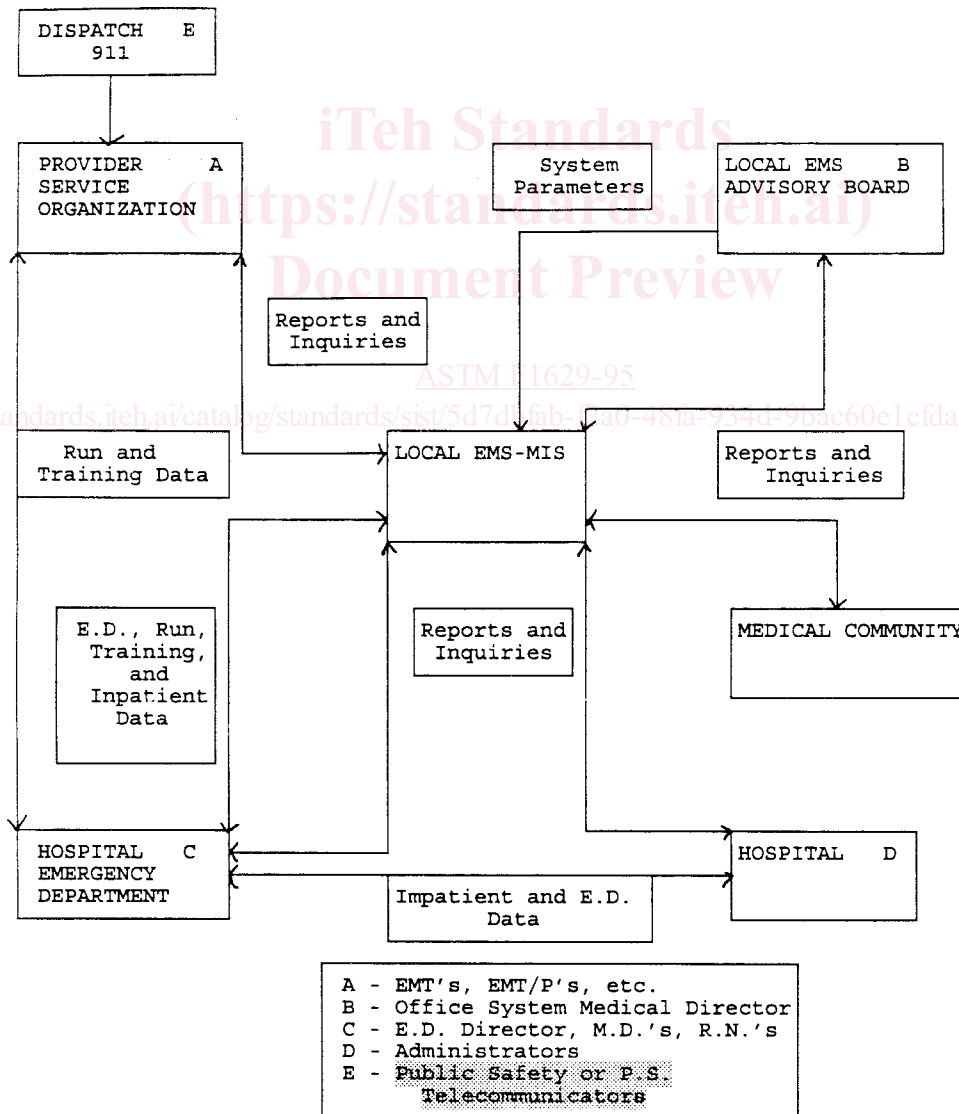 DISPATCH E
911
iTeh Standards
(https://standards.iteh.ai)
Document Preview
PROVIDER A
SERVICE
ORGANIZATION
System
Parameters
LOCAL EMS B
ADVISORY BOARD
Reports and
Inquiries
ASTM F1629-95
Run and
Training Data
LOCAL EMS-MIS
Reports and
Inquiries
E.D., Run,
Training,
and
Inpatient
Data
Reports and
Inquiries
MEDICAL COMMUNITY
HOSPITAL C
EMERGENCY
DEPARTMENT
HOSPITAL D
Impatient and E.D.
Data
A - EMT's, EMT/P's, etc.
B - Office System Medical Director
C - E.D. Director, M.D.'s, R.N.'s
D - Administrators
E - Public Safety or P.S.
Telecommunicators